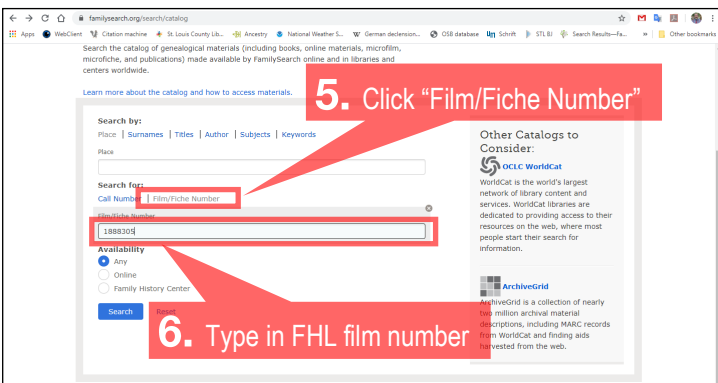 familysearch.org/search/catalog
Apps WebClient Citation machine St. Louis County Lib... Ancestry National Weather S... German declension... OSB database Schrift STL BJ Search Results—Fa... » Other bookmarks
Search the catalog of genealogical materials (including books, online materials, microfilm,
microfiche, and publications) made available by FamilySearch online and in libraries and
centers worldwide.
Learn more about the catalog and how to access materials.
5. Click “Film/Fiche Number”
Search by:
Place | Surnames | Titles | Author | Subjects | Keywords
Place
Search for:
Call Number | Film/Fiche Number
Film/Fiche Number
1888305
Availability
Any
Online
Family History Center
Search Reset
6. Type in FHL film number
Other Catalogs to
Consider:
OCLC WorldCat
WorldCat is the world's largest
network of library content and
services. WorldCat libraries are
dedicated to providing access to their
resources on the web, where most
people start their search for
information.
ArchiveGrid
ArchiveGrid is a collection of nearly
two million archival material
descriptions, including MARC records
from WorldCat and finding aids
harvested from the web.